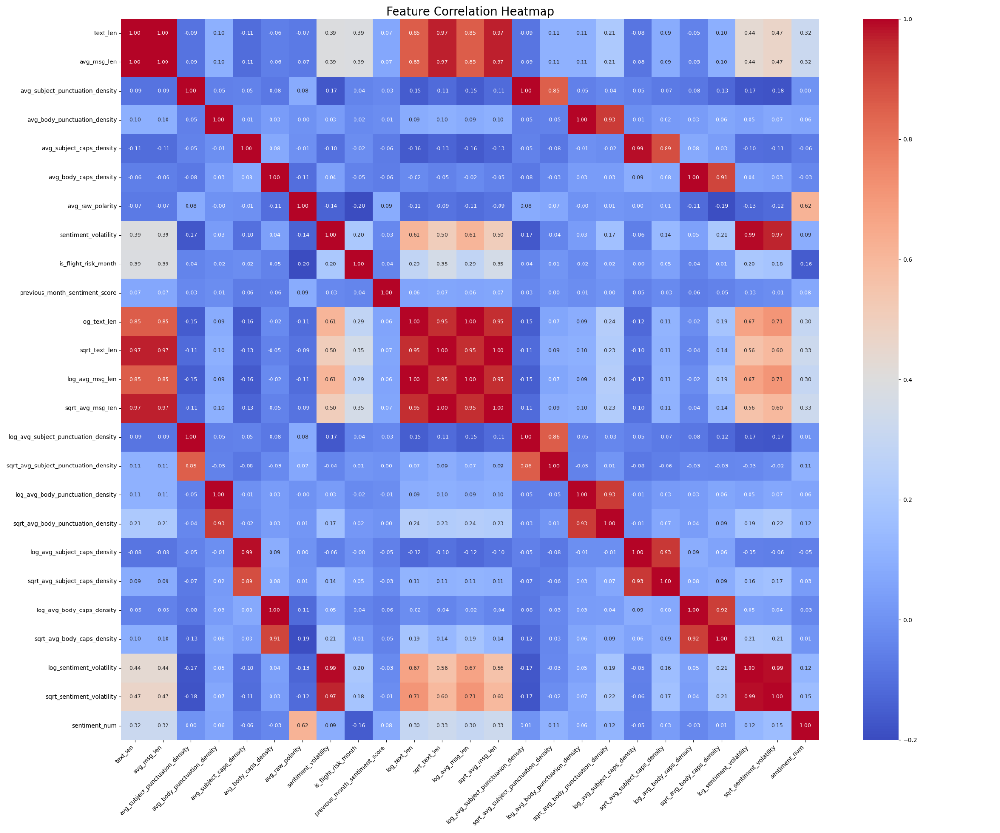 Feature Correlation Heatmap
text_len 1.00 1.00 -0.09 0.10 -0.11 -0.06 -0.07 0.39 0.39 0.07 0.85 0.97 0.85 0.97 -0.09 0.11 0.11 0.21 -0.08 0.09 -0.05 0.10 0.44 0.47 0.32
avg_msg_len 1.00 1.00 -0.09 0.10 -0.11 -0.06 -0.07 0.39 0.39 0.07 0.85 0.97 0.85 0.97 -0.09 0.11 0.11 0.21 -0.08 0.09 -0.05 0.10 0.44 0.47 0.32
avg_subject_punctuation_density -0.09 -0.09 1.00 -0.05 -0.05 -0.08 0.08 -0.17 -0.04 -0.03 -0.15 -0.11 -0.15 -0.11 1.00 0.85 -0.05 -0.04 -0.05 -0.07 -0.08 -0.13 -0.17 -0.18 0.00
avg_body_punctuation_density 0.10 0.10 -0.05 1.00 -0.01 0.03 -0.00 0.03 -0.02 -0.01 0.09 0.10 0.09 0.10 -0.05 -0.05 1.00 0.93 -0.01 0.02 0.03 0.06 0.05 0.07 0.06
avg_subject_caps_density -0.11 -0.11 -0.05 -0.01 1.00 0.08 -0.01 -0.10 -0.02 -0.06 -0.16 -0.13 -0.16 -0.13 -0.05 -0.08 -0.01 -0.02 0.99 0.89 0.08 0.03 -0.10 -0.11 -0.06
avg_body_caps_density -0.06 -0.06 -0.08 0.03 0.08 1.00 -0.11 0.04 -0.05 -0.06 -0.02 -0.05 -0.02 -0.05 -0.08 -0.03 0.03 0.03 0.09 0.08 1.00 0.91 0.04 0.03 -0.03
avg_raw_polarity -0.07 -0.07 0.08 -0.00 -0.01 -0.11 1.00 -0.14 -0.20 0.09 -0.11 -0.09 -0.11 -0.09 0.08 0.07 -0.00 0.01 0.00 0.01 -0.11 -0.19 -0.13 -0.12 0.62
sentiment_volatility 0.39 0.39 -0.17 0.03 -0.10 0.04 -0.14 1.00 0.20 -0.03 0.61 0.50 0.61 0.50 -0.17 -0.04 0.03 0.17 -0.06 0.14 0.05 0.21 0.99 0.97 0.09
is_flight_risk_month 0.39 0.39 -0.04 -0.02 -0.02 -0.05 -0.20 0.20 1.00 -0.04 0.29 0.35 0.29 0.35 -0.04 0.01 -0.02 0.02 -0.00 0.05 -0.04 0.01 0.20 0.18 -0.16
previous_month_sentiment_score 0.07 0.07 -0.03 -0.01 -0.06 -0.06 0.09 -0.03 -0.04 1.00 0.06 0.07 0.06 0.07 -0.03 0.00 -0.01 0.00 -0.05 -0.03 -0.06 -0.05 -0.03 -0.01 0.08
log_text_len 0.85 0.85 -0.15 0.09 -0.16 -0.02 -0.11 0.61 0.29 0.06 1.00 0.95 1.00 0.95 -0.15 0.07 0.09 0.24 -0.12 0.11 -0.02 0.19 0.67 0.71 0.30
sqrt_text_len 0.97 0.97 -0.11 0.10 -0.13 -0.05 -0.09 0.50 0.35 0.07 0.95 1.00 0.95 1.00 -0.11 0.09 0.10 0.23 -0.10 0.11 -0.04 0.14 0.56 0.60 0.33
log_avg_msg_len 0.85 0.85 -0.15 0.09 -0.16 -0.02 -0.11 0.61 0.29 0.06 1.00 0.95 1.00 0.95 -0.15 0.07 0.09 0.24 -0.12 0.11 -0.02 0.19 0.67 0.71 0.30
sqrt_avg_msg_len 0.97 0.97 -0.11 0.10 -0.13 -0.05 -0.09 0.50 0.35 0.07 0.95 1.00 0.95 1.00 -0.11 0.09 0.10 0.23 -0.10 0.11 -0.04 0.14 0.56 0.60 0.33
log_avg_subject_punctuation_density -0.09 -0.09 1.00 -0.05 -0.05 -0.08 0.08 -0.17 -0.04 -0.03 -0.15 -0.11 -0.15 -0.11 1.00 0.86 -0.05 -0.03 -0.05 -0.07 -0.08 -0.12 -0.17 -0.17 0.01
sqrt_avg_subject_punctuation_density 0.11 0.11 0.85 -0.05 -0.08 -0.03 0.07 -0.04 0.01 0.00 0.07 0.09 0.07 0.09 0.86 1.00 -0.05 0.01 -0.08 -0.06 -0.03 -0.03 -0.03 -0.02 0.11
log_avg_body_punctuation_density 0.11 0.11 -0.05 1.00 -0.01 0.03 -0.00 0.03 -0.02 -0.01 0.09 0.10 0.09 0.10 -0.05 -0.05 1.00 0.93 -0.01 0.03 0.03 0.06 0.05 0.07 0.06
sqrt_avg_body_punctuation_density 0.21 0.21 -0.04 0.93 -0.02 0.03 0.01 0.17 0.02 0.00 0.24 0.23 0.24 0.23 -0.03 0.01 0.93 1.00 -0.01 0.07 0.04 0.09 0.19 0.22 0.12
log_avg_subject_caps_density -0.08 -0.08 -0.05 -0.01 0.99 0.09 0.00 -0.06 -0.00 -0.05 -0.12 -0.10 -0.12 -0.10 -0.05 -0.08 -0.01 -0.01 1.00 0.93 0.09 0.06 -0.05 -0.06 -0.05
sqrt_avg_subject_caps_density 0.09 0.09 -0.07 0.02 0.89 0.08 0.01 0.14 0.05 -0.03 0.11 0.11 0.11 0.11 -0.07 -0.06 0.03 0.07 0.93 1.00 0.08 0.09 0.16 0.17 0.03
log_avg_body_caps_density -0.05 -0.05 -0.08 0.03 0.08 1.00 -0.11 0.05 -0.04 -0.06 -0.02 -0.04 -0.02 -0.04 -0.08 -0.03 0.03 0.04 0.09 0.08 1.00 0.92 0.05 0.04 -0.03
sqrt_avg_body_caps_density 0.10 0.10 -0.13 0.06 0.03 0.91 -0.19 0.21 0.01 -0.05 0.19 0.14 0.19 0.14 -0.12 -0.03 0.06 0.09 0.06 0.09 0.92 1.00 0.21 0.21 0.01
log_sentiment_volatility 0.44 0.44 -0.17 0.05 -0.10 0.04 -0.13 0.99 0.20 -0.03 0.67 0.56 0.67 0.56 -0.17 -0.03 0.05 0.19 -0.05 0.16 0.05 0.21 1.00 0.99 0.12
sqrt_sentiment_volatility 0.47 0.47 -0.18 0.07 -0.11 0.03 -0.12 0.97 0.18 -0.01 0.71 0.60 0.71 0.60 -0.17 -0.02 0.07 0.22 -0.06 0.17 0.04 0.21 0.99 1.00 0.15
sentiment_num 0.32 0.32 0.00 0.06 -0.06 -0.03 0.62 0.09 -0.16 0.08 0.30 0.33 0.30 0.33 0.01 0.11 0.06 0.12 -0.05 0.03 -0.03 0.01 0.12 0.15 1.00
text_len
avg_msg_len
avg_subject_punctuation_density
avg_body_punctuation_density
avg_subject_caps_density
avg_body_caps_density
avg_raw_polarity
sentiment_volatility
is_flight_risk_month
previous_month_sentiment_score
log_text_len
sqrt_text_len
log_avg_msg_len
sqrt_avg_msg_len
log_avg_subject_punctuation_density
sqrt_avg_subject_punctuation_density
log_avg_body_punctuation_density
sqrt_avg_body_punctuation_density
log_avg_subject_caps_density
sqrt_avg_subject_caps_density
log_avg_body_caps_density
sqrt_avg_body_caps_density
log_sentiment_volatility
sqrt_sentiment_volatility
sentiment_num
1.0
0.8
0.6
0.4
0.2
0.0
−0.2